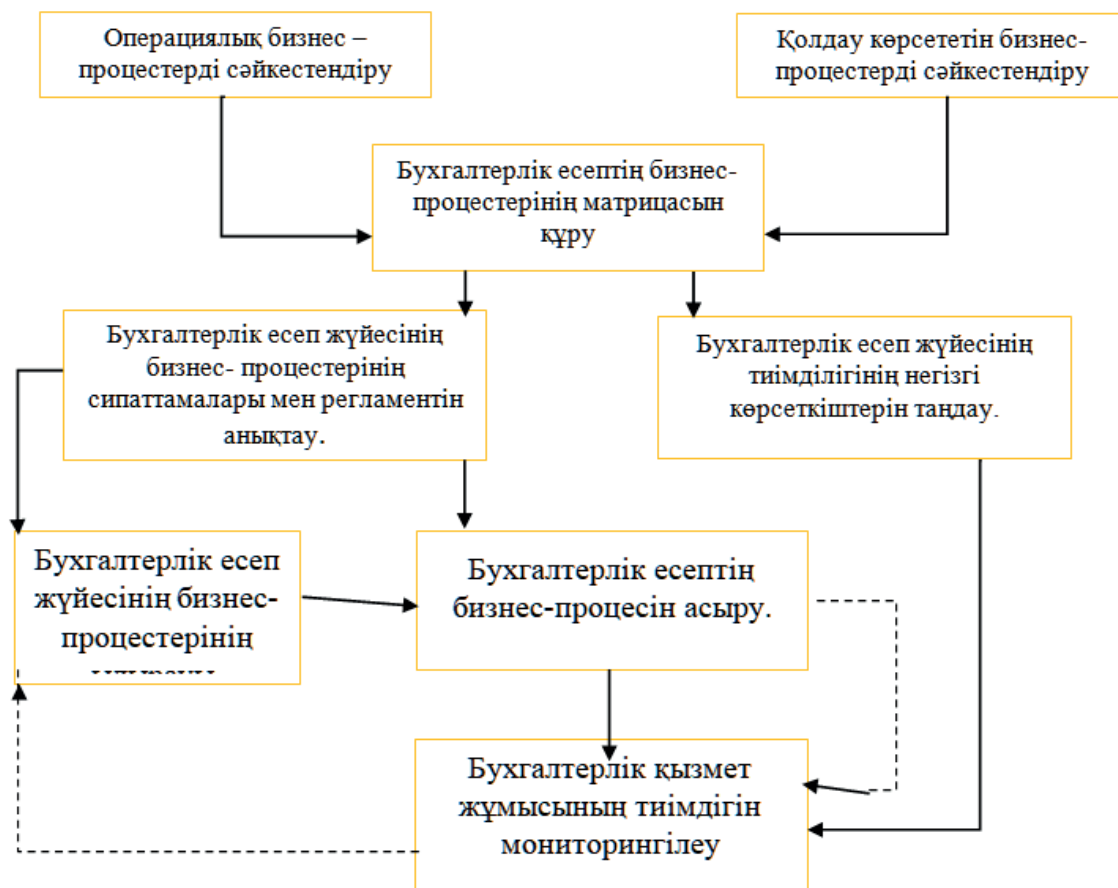 Операциялық бизнес –
процестерді сәйкестендіру
Қолдау көрсететін бизнес-
процестерді сәйкестендіру
Бухгалтерлік есептің бизнес-
процестерінің матрицасын
құру
Бухгалтерлік есеп жүйесінің
бизнес- процестерінің
сипаттамалары мен регламентін
анықтау.
Бухгалтерлік есеп жүйесінің
тиімділігінің негізгі
көрсеткіштерін таңдау.
Бухгалтерлік есеп
жүйесінің бизнес-
процестерінің
Бухгалтерлік есептің
бизнес-процесін асыру.
Бухгалтерлік қызмет
жұмысының тиімдігін
мониторингілеу